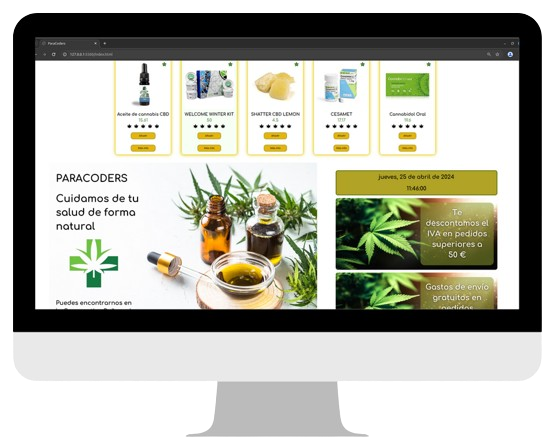 ParaCoders
Aceite de cannabis CBD
WELCOME WINTER KIT
SHATTER CBD LEMON
CESAMET
Cannabidol Oral
PARACODERS
Cuidamos de tu
salud de forma
natural
Puedes encontrarnos en
jueves, 25 de abril de 2024
11:46:00
Te
descontamos el
IVA en pedidos
superiores a
50 €
Gastos de envío
gratuitos en
pedidos